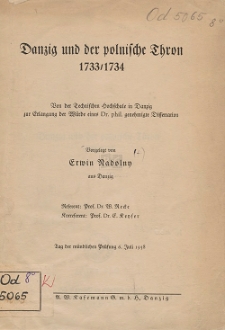 Od 5065
Danzig und der polnische Thron
1733/1734
Von der Technischen Hochschule in Danzig
zur Erlangung der Würde eines Dr. phil. genehmigte Dissertation
Vorgelegt von
Erwin Nadolny
aus Danzig
Referent: Prof. Dr. W. Recke
Korreferent: Prof. Dr. E. Keyser
Tag der mündlichen Prüfung 6. Juli 1938
Od
5065
A. W. Kafemann G. m. b. H. Danzig